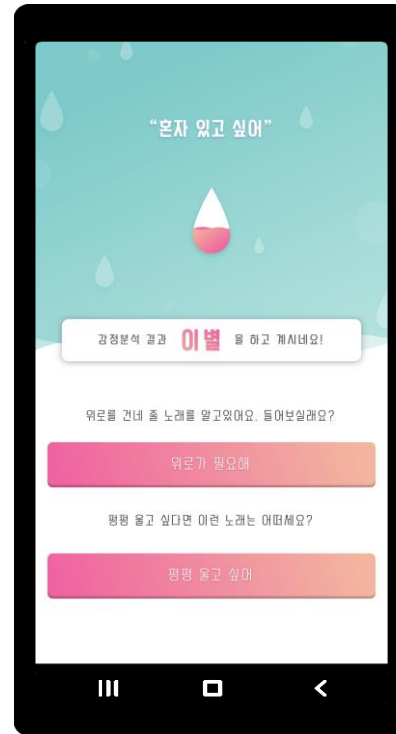 “혼자 있고 싶어”
감정분석 결과 이별 을 하고 계시네요!
위로를 건네 줄 노래를 알고있어요. 들어보실래요?
위로가 필요해
펑펑 울고 싶다면 이런 노래는 어떠세요?
펑펑 울고 싶어